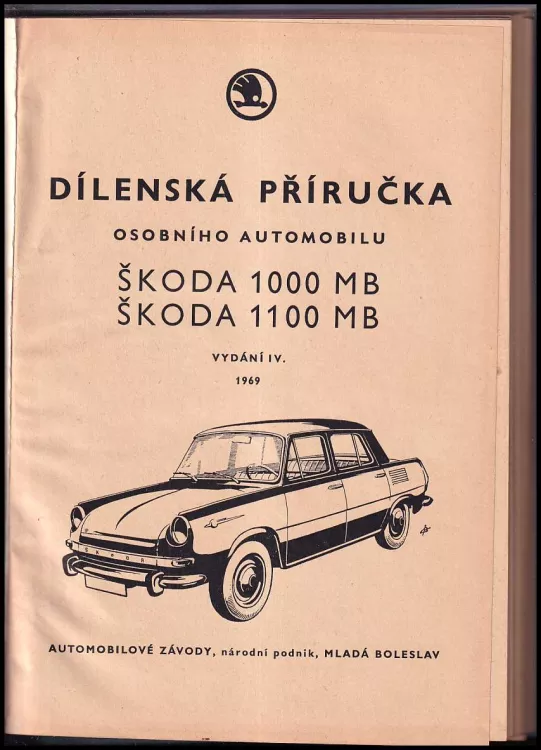 DÍLENSKÁ PŘÍRUČKA
OSOBNÍHO AUTOMOBILU
ŠKODA 1000 MB
ŠKODA 1100 MB
VYDÁNÍ IV.
1969
ŠKODA
AUTOMOBILOVÉ ZÁVODY, národní podnik, MLADÁ BOLESLAV